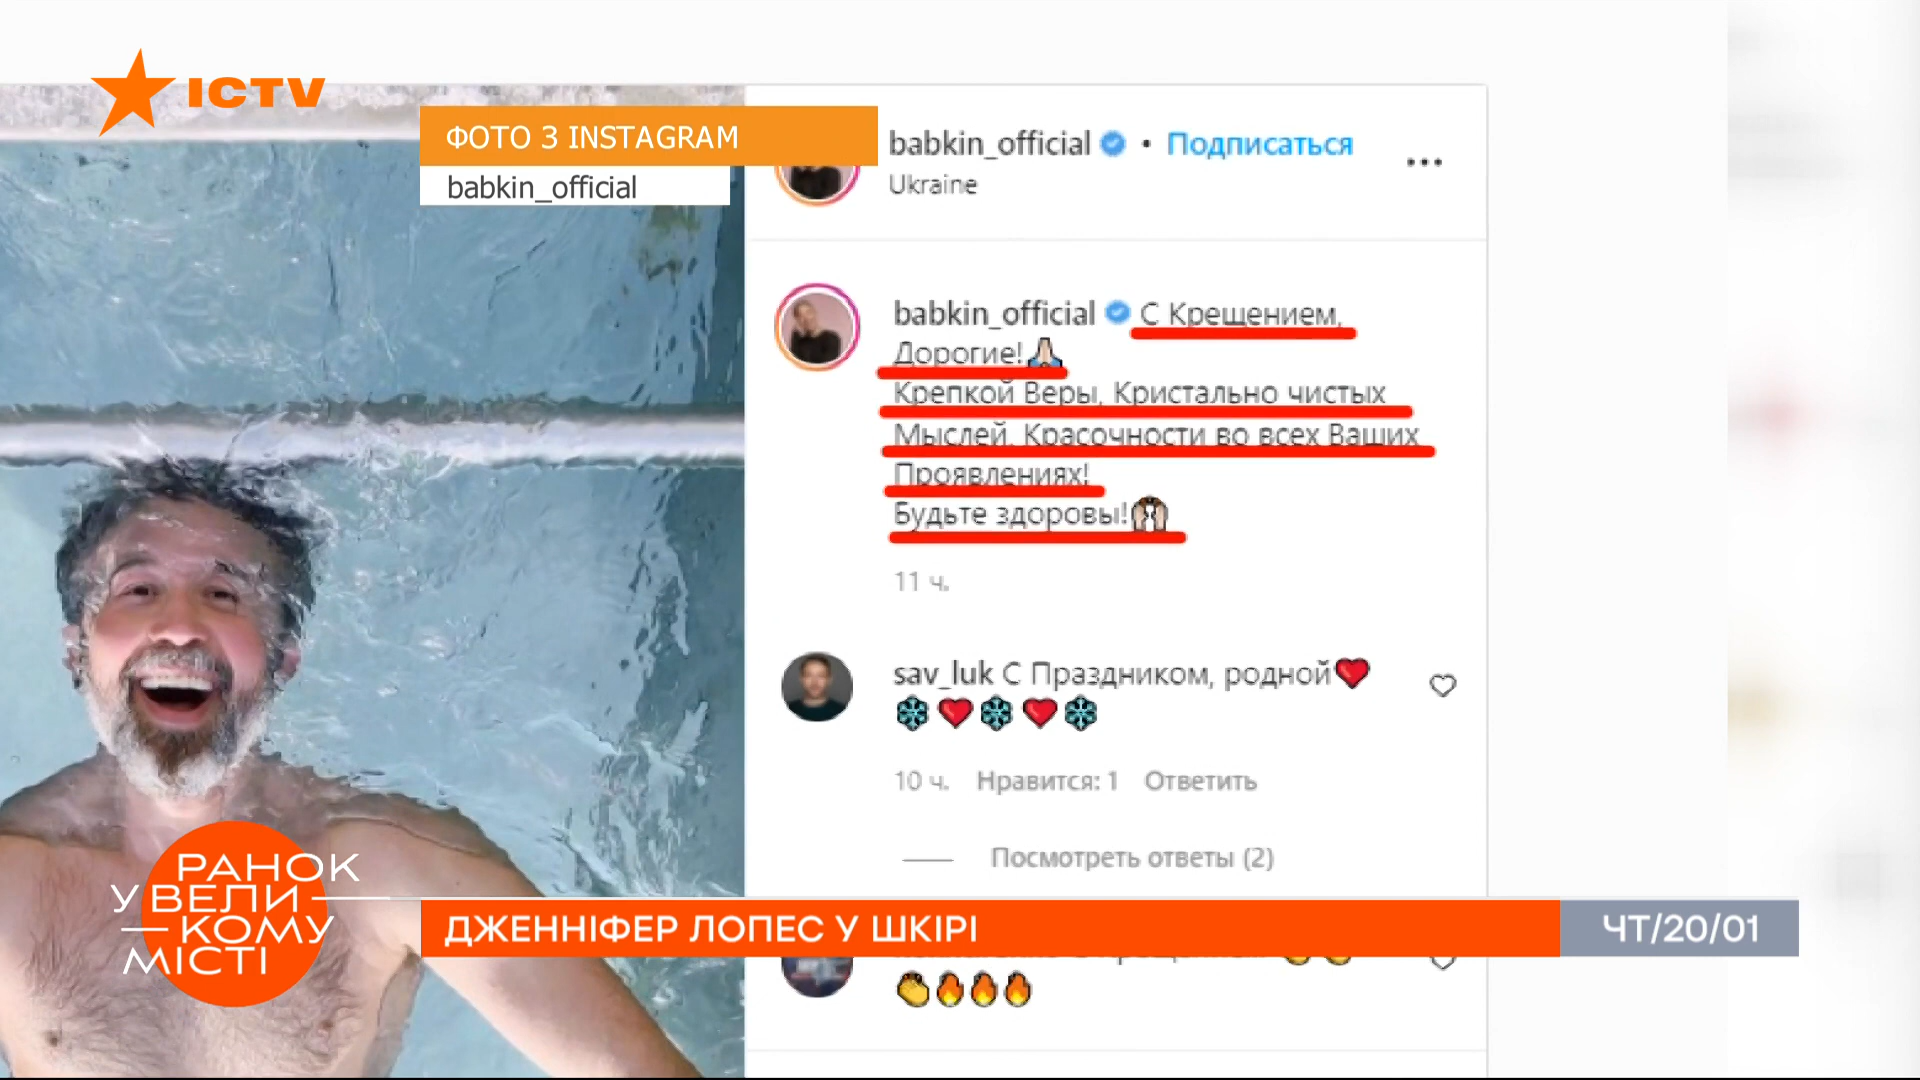 ICTV
ФОТО З INSTAGRAM
babkin_official
babkin_official • Подписаться
Ukraine
babkin_official С Крещением,
Дорогие!
Крепкой Веры, Кристально чистых
Мыслей, Красочности во всех Ваших
Проявлениях!
Будьте здоровы!
11 ч.
sav_luk С Праздником, родной
10 ч. Нравится: 1 Ответить
Посмотреть ответы (2)
РАНОК
У ВЕЛИ
КОМУ
МІСТІ
ДЖЕННІФЕР ЛОПЕС У ШКІРІ
ЧТ/20/01